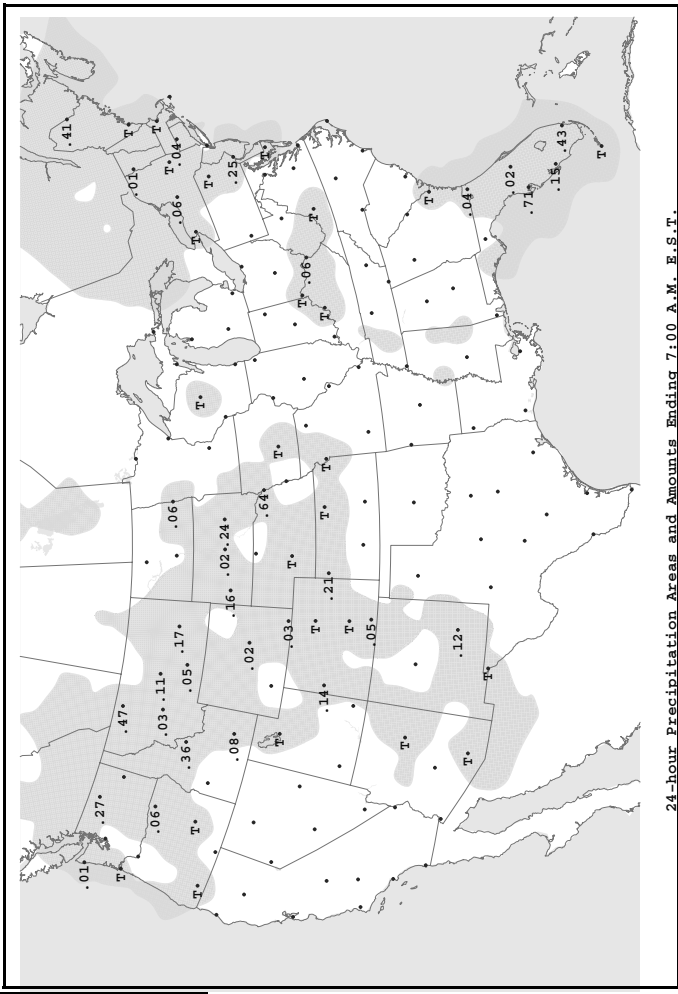 .41
.01
.27
T
.47
T
.01
T
.06
.11
.03
T
.06
.04
.06
.17
.36
.05
T
T
T
T
T
.02 .24
.16
.25
.08
.02
.64
T
T
T
.03
T
T
.06
T
T
T
.14
T
T
.21
T
.05
T
T
.12
.04
T
T
.02
.71
.15
.43
T
24-hour Precipitation Areas and Amounts Ending 7:00 A.M. E.S.T.